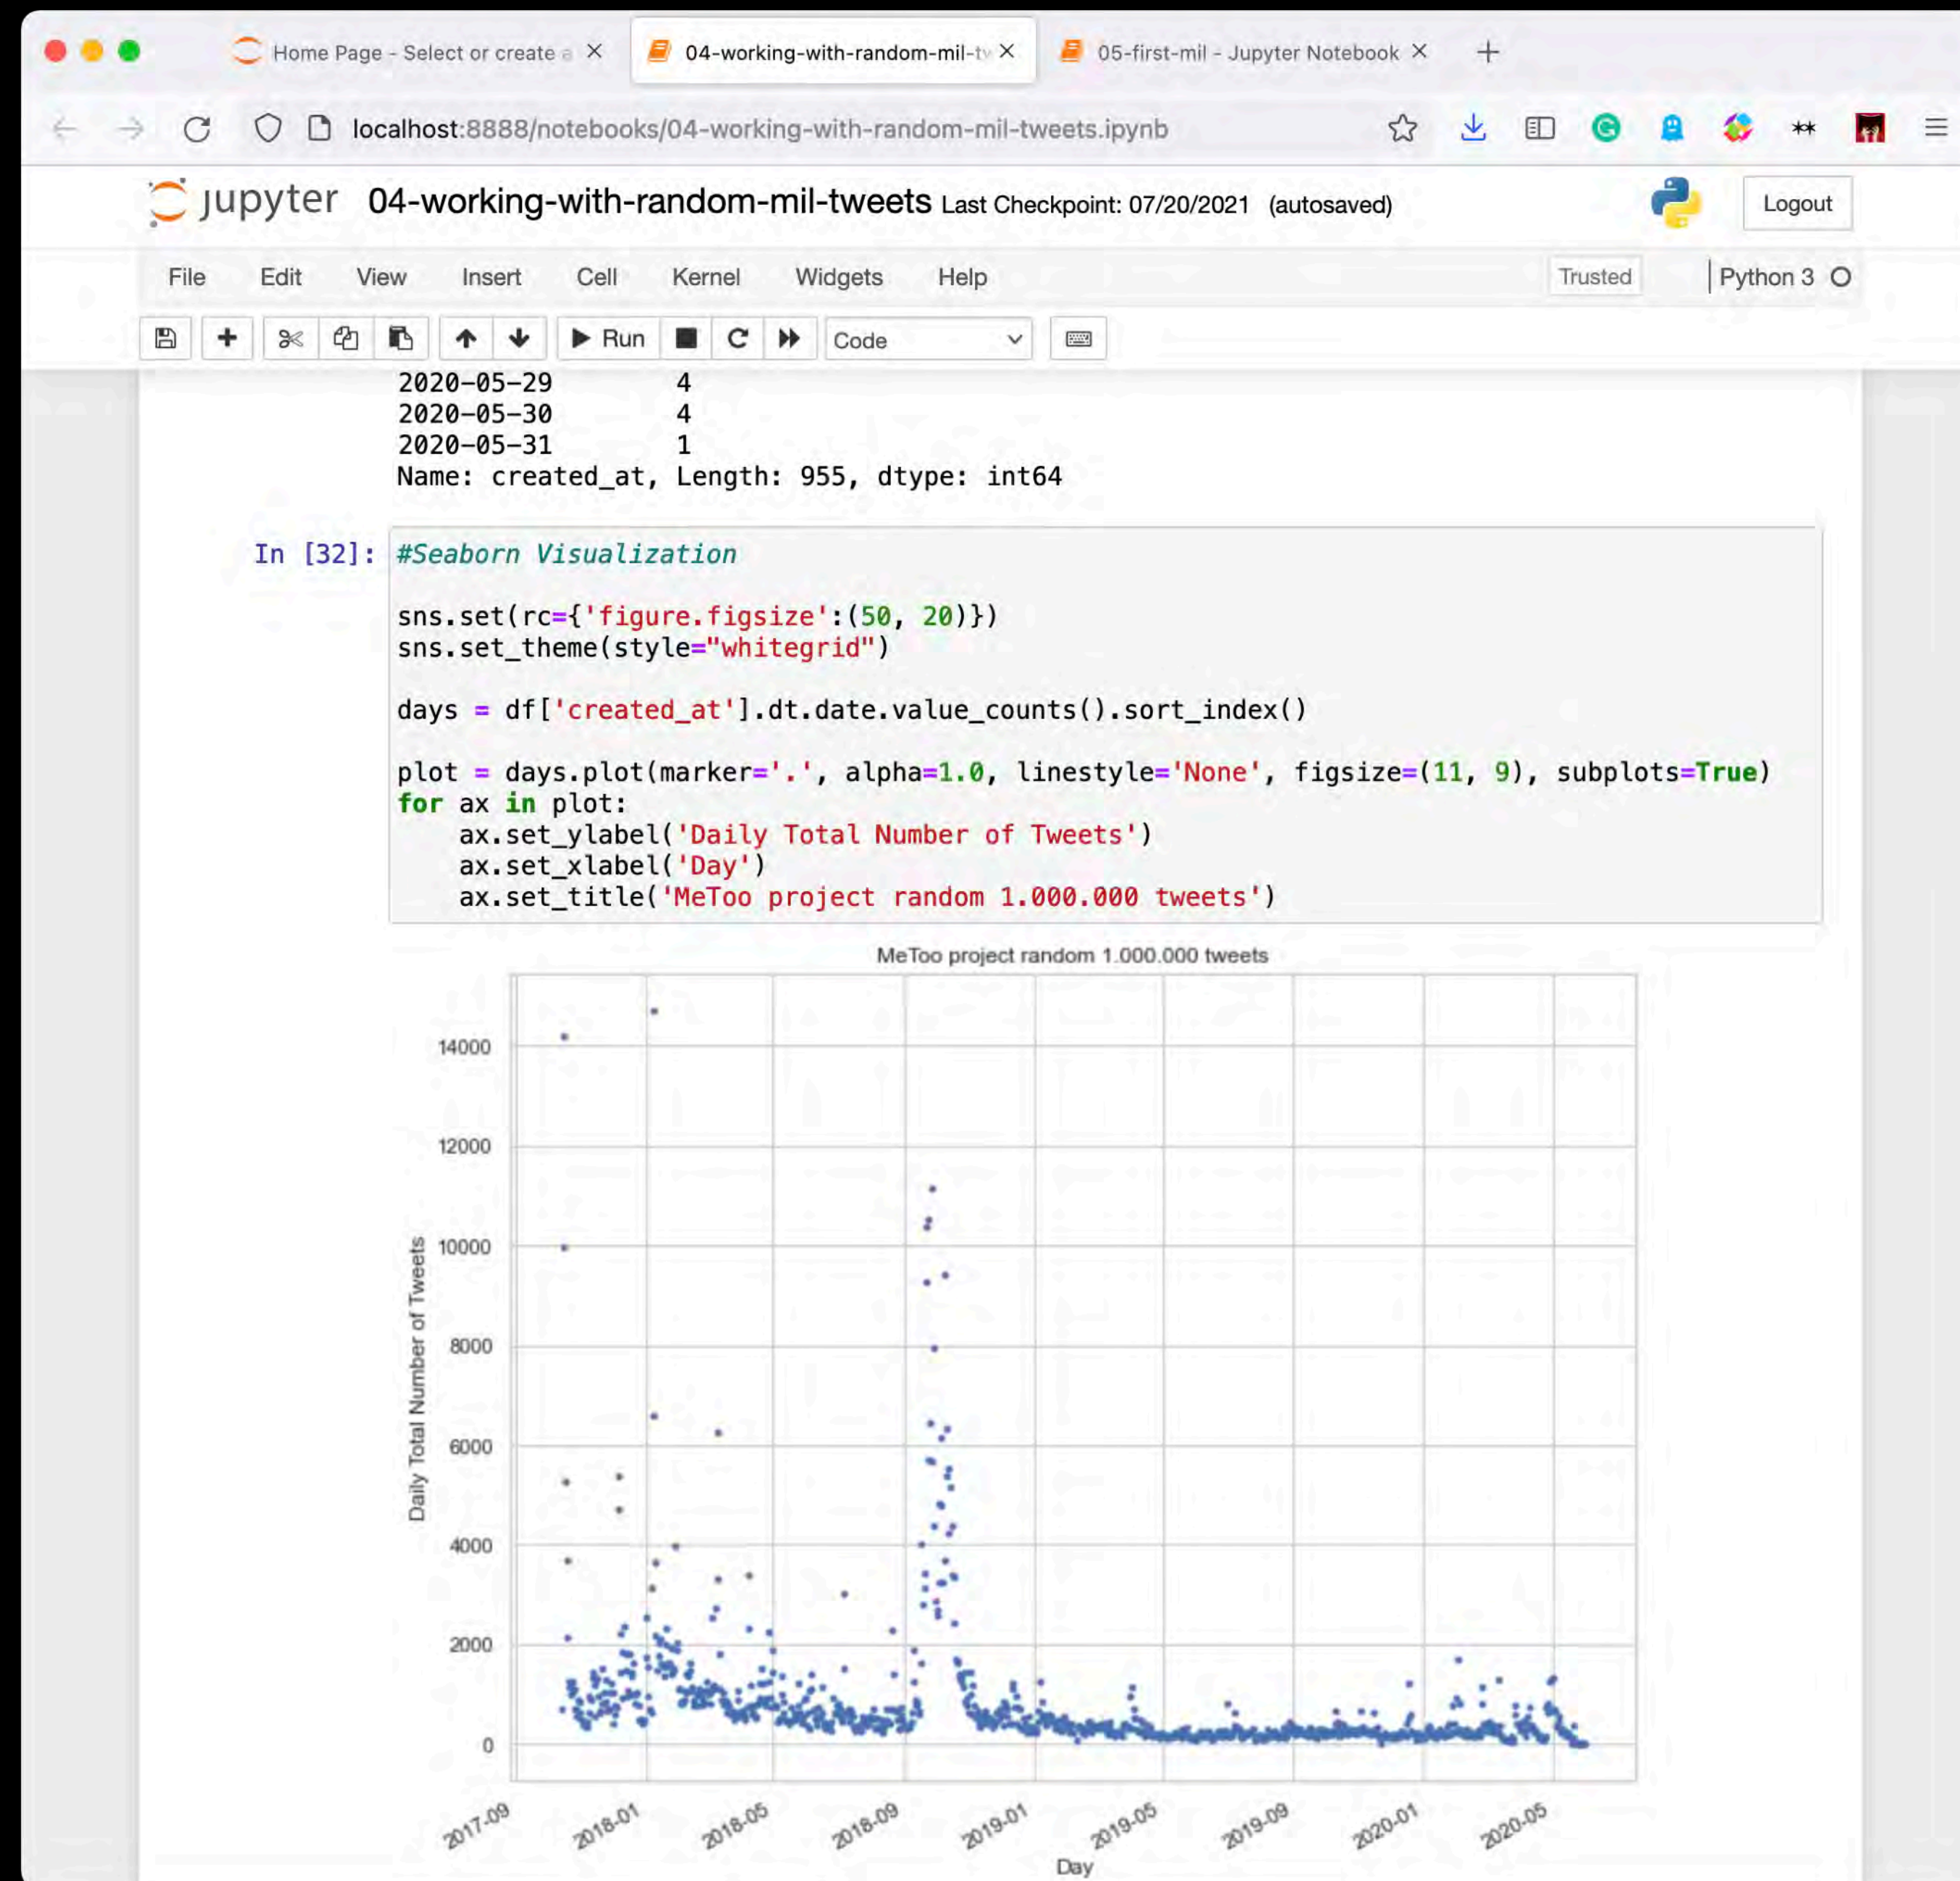 Home Page - Select or create a
04-working-with-random-mil-tw
05-first-mil - Jupyter Notebook
localhost:8888/notebooks/04-working-with-random-mil-tweets.ipynb
jupyter 04-working-with-random-mil-tweets Last Checkpoint: 07/20/2021 (autosaved)
Logout
File Edit View Insert Cell Kernel Widgets Help Trusted Python 3
Run Code
2020-05-29 4
2020-05-30 4
2020-05-31 1
Name: created_at, Length: 955, dtype: int64
In [32]: #Seaborn Visualization
sns.set(rc={'figure.figsize':(50, 20)})
sns.set_theme(style="whitegrid")
days = df['created_at'].dt.date.value_counts().sort_index()
plot = days.plot(marker='.', alpha=1.0, linestyle='None', figsize=(11, 9), subplots=True)
for ax in plot:
    ax.set_ylabel('Daily Total Number of Tweets')
    ax.set_xlabel('Day')
    ax.set_title('MeToo project random 1.000.000 tweets')
MeToo project random 1.000.000 tweets
Daily Total Number of Tweets
14000
12000
10000
8000
6000
4000
2000
0
2017-09 2018-01 2018-05 2018-09 2019-01 2019-05 2019-09 2020-01 2020-05
Day